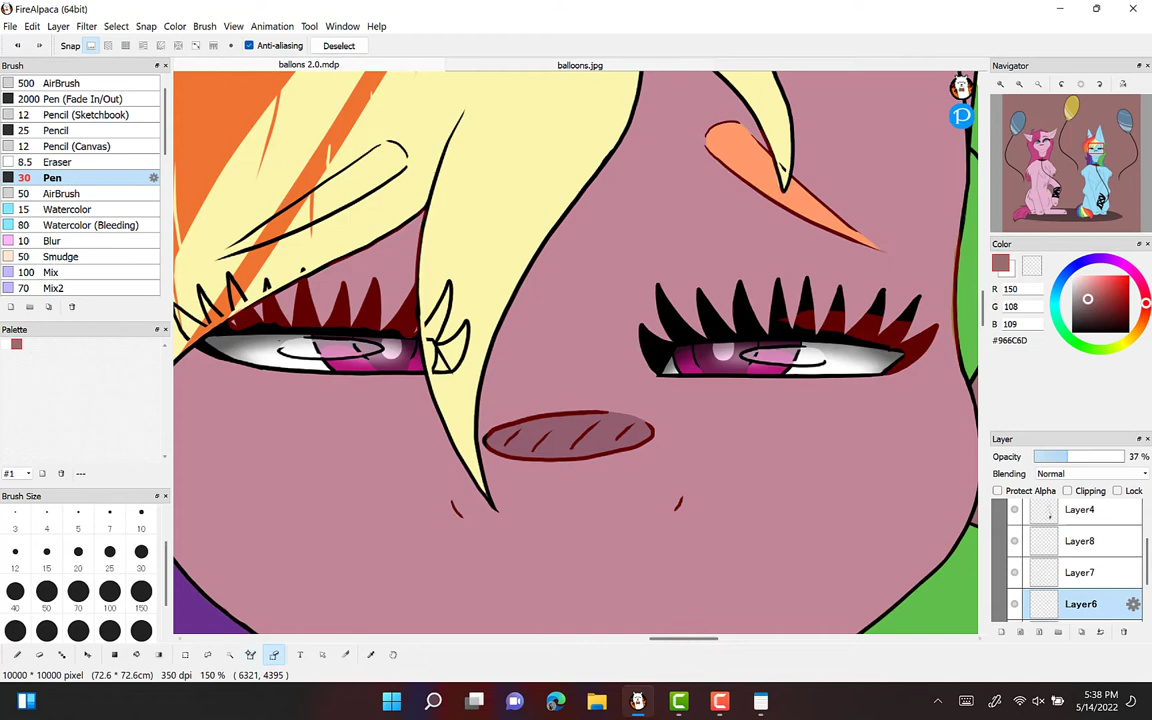 FireAlpaca (64bit)
File Edit Layer Filter Select Snap Color Brush View Animation Tool Window Help
Snap Anti-aliasing Deselect
Brush
500 AirBrush
2000 Pen (Fade In/Out)
12 Pencil (Sketchbook)
25 Pencil
12 Pencil (Canvas)
8.5 Eraser
30 Pen
50 AirBrush
15 Watercolor
80 Watercolor (Bleeding)
10 Blur
50 Smudge
100 Mix
70 Mix2
Palette
#1 ---
Brush Size
3 4 5 7 10
12 15 20 25 30
40 50 70 100 150
ballons 2.0.mdp balloons.jpg
P
Navigator
Color
R 150
G 108
B 109
#966C6D
Layer
Opacity 37 %
Blending Normal
Protect Alpha Clipping Lock
Layer4
Layer8
Layer7
Layer6
T
10000 * 10000 pixel (72.6 * 72.6cm) 350 dpi 150 % ( 6321, 4395 )
5:38 PM
5/14/2022